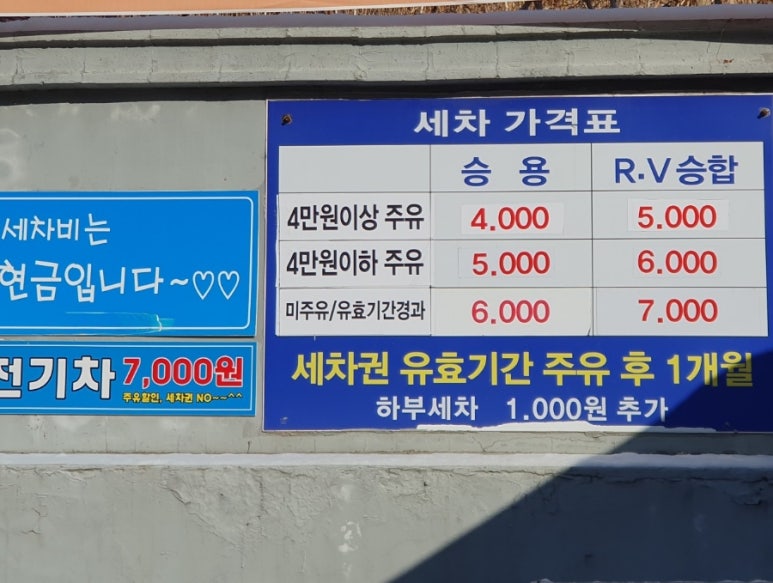 세차비는
현금입니다~♡♡
전기차 7,000원
주유할인, 세차권 NO~~^^
세차 가격표
승 용 R.V승합
4만원이상 주유 4.000 5.000
4만원이하 주유 5.000 6.000
미주유/유효기간경과 6.000 7.000
세차권 유효기간 주유 후 1개월
하부세차 1.000원 추가